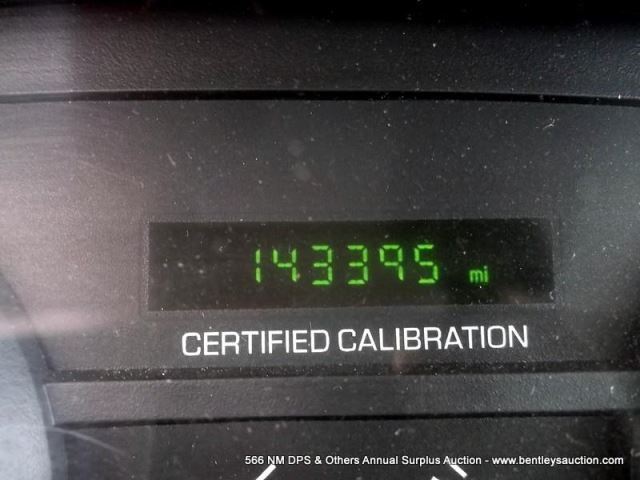 143395 mi
CERTIFIED CALIBRATION
566 NM DPS & Others Annual Surplus Auction - www.bentleysauction.com